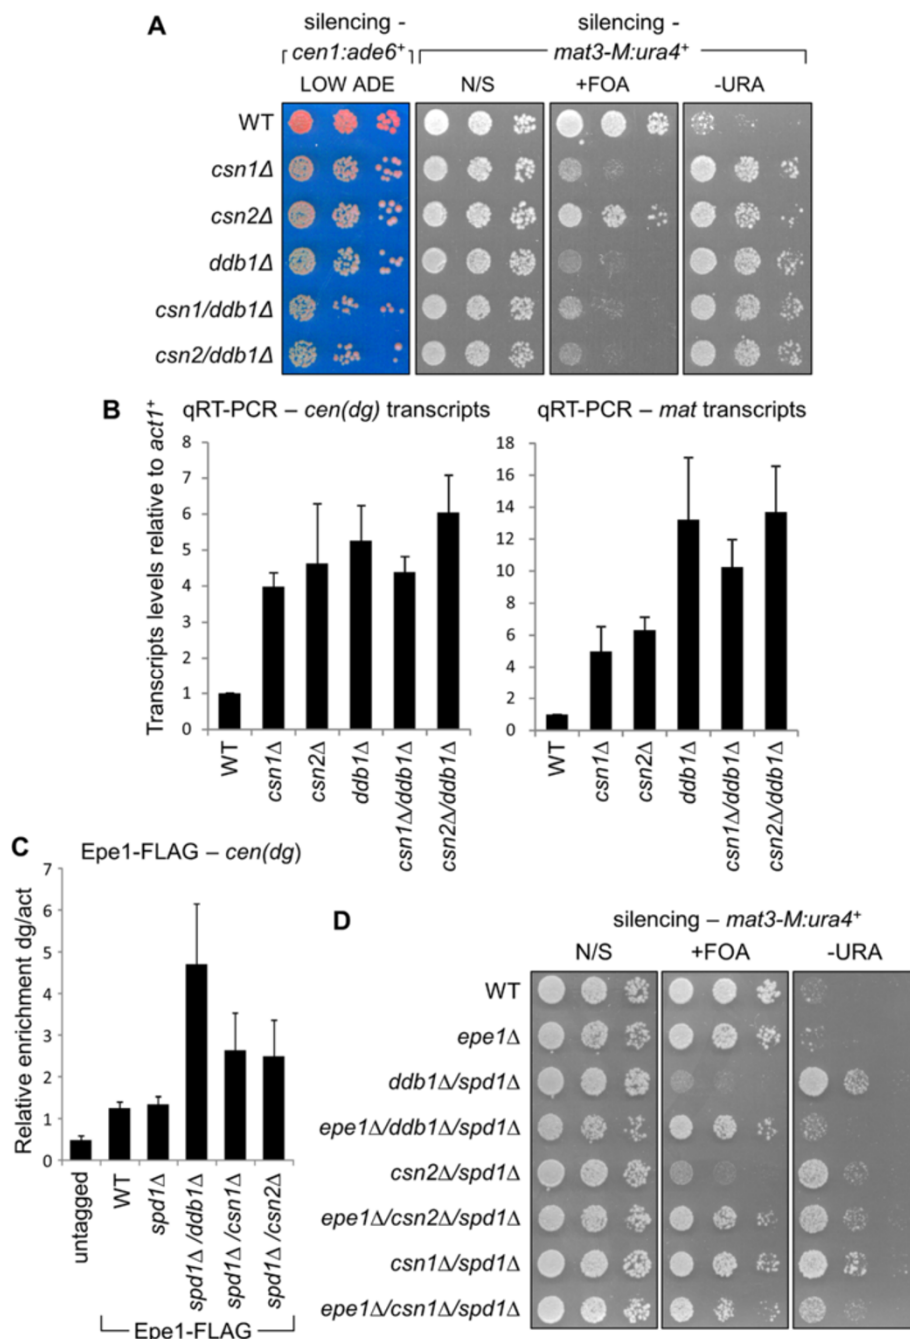 A
silencing - silencing -
cen1:ade6+ mat3-M:ura4+
LOW ADE N/S +FOA -URA
WT
csn1Δ
csn2Δ
ddb1Δ
csn1/ddb1Δ
csn2/ddb1Δ
B
qRT-PCR – cen(dg) transcripts
Transcripts levels relative to act1+
8
7
6
5
4
3
2
1
0
WT
csn1Δ
csn2Δ
ddb1Δ
csn1Δ/ddb1Δ
csn2Δ/ddb1Δ
qRT-PCR – mat transcripts
18
16
14
12
10
8
6
4
2
0
WT
csn1Δ
csn2Δ
ddb1Δ
csn1Δ/ddb1Δ
csn2Δ/ddb1Δ
C
Epe1-FLAG – cen(dg)
Relative enrichment dg/act
7
6
5
4
3
2
1
0
untagged
WT
spd1Δ
spd1Δ/ddb1Δ
spd1Δ/csn1Δ
spd1Δ/csn2Δ
Epe1-FLAG
D
silencing – mat3-M:ura4+
N/S +FOA -URA
WT
epe1Δ
ddb1Δ/spd1Δ
epe1Δ/ddb1Δ/spd1Δ
csn2Δ/spd1Δ
epe1Δ/csn2Δ/spd1Δ
csn1Δ/spd1Δ
epe1Δ/csn1Δ/spd1Δ